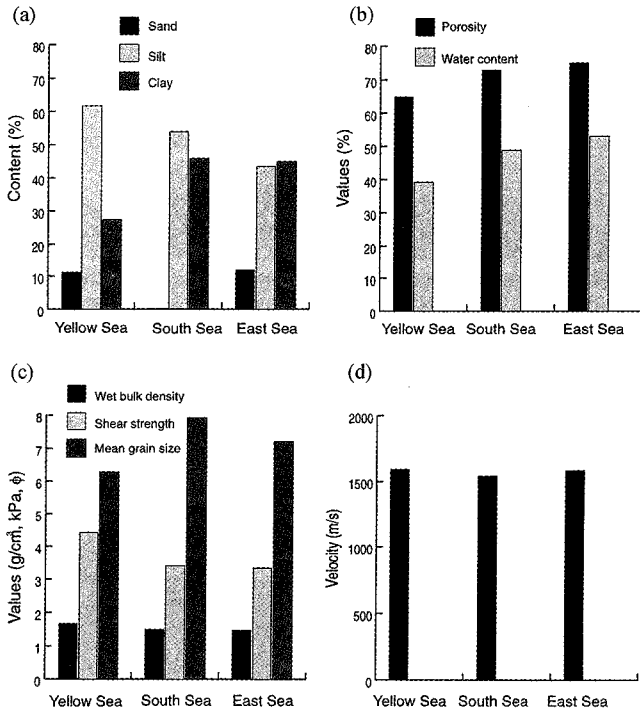 (a)
Sand
Silt
Clay
Content (%)
80
70
60
50
40
30
20
10
0
Yellow Sea South Sea East Sea
(b)
Porosity
Water content
Values (%)
80
70
60
50
40
30
20
10
0
Yellow Sea South Sea East Sea
(c)
Wet bulk density
Shear strength
Mean grain size
Values (g/cm³, kPa, ϕ)
8
7
6
5
4
3
2
1
0
Yellow Sea South Sea East Sea
(d)
Velocity (m/s)
2000
1500
1000
500
0
Yellow Sea South Sea East Sea